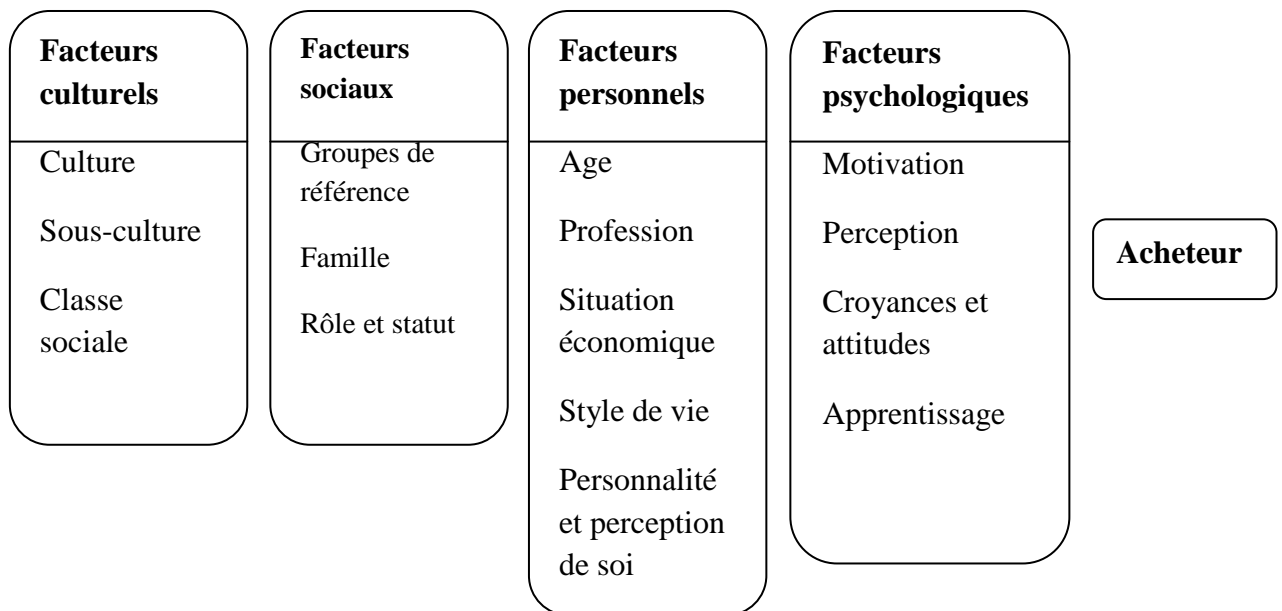 Facteurs
culturels
Culture
Sous-culture
Classe
sociale
Facteurs
sociaux
Groupes de
référence
Famille
Rôle et statut
Facteurs
personnels
Age
Profession
Situation
économique
Style de vie
Personnalité
et perception
de soi
Facteurs
psychologiques
Motivation
Perception
Croyances et
attitudes
Apprentissage
Acheteur